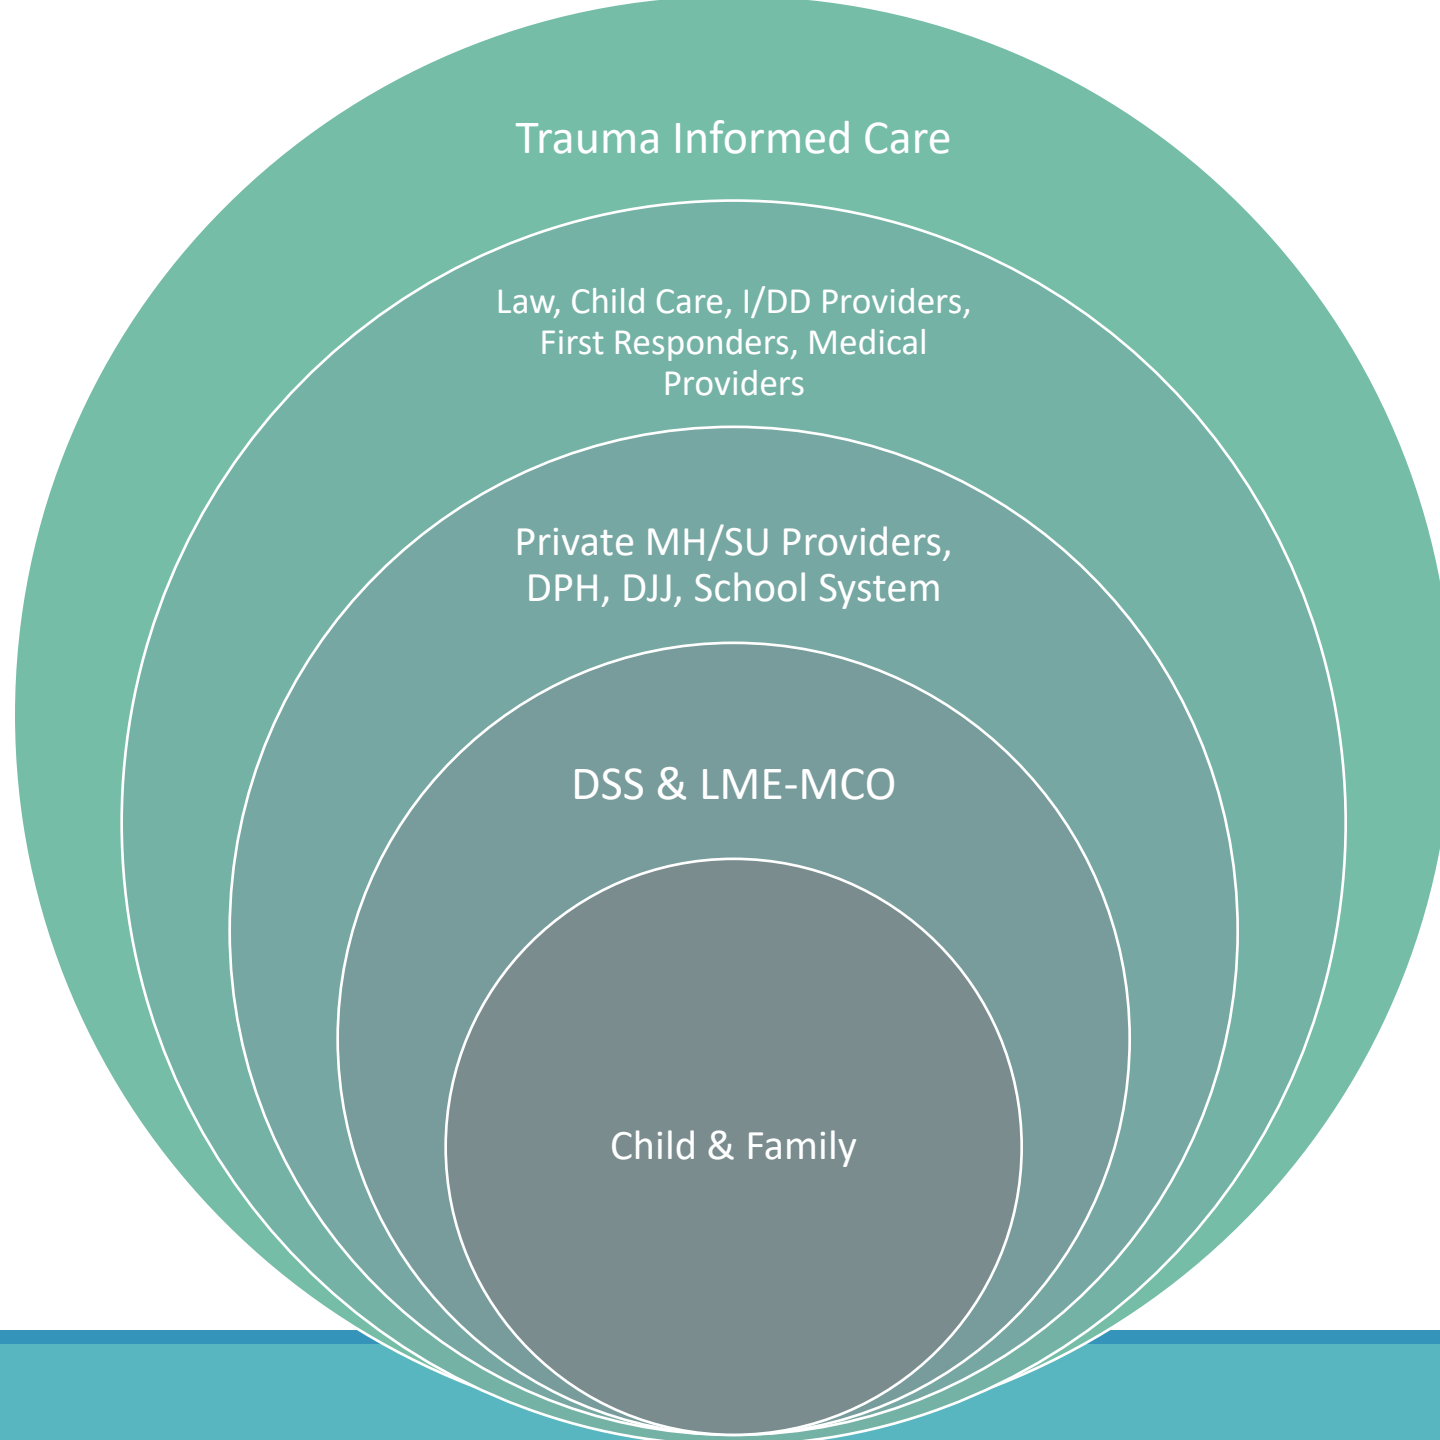 Trauma Informed Care
Law, Child Care, I/DD Providers,
First Responders, Medical
Providers
Private MH/SU Providers,
DPH, DJJ, School System
DSS & LME-MCO
Child & Family